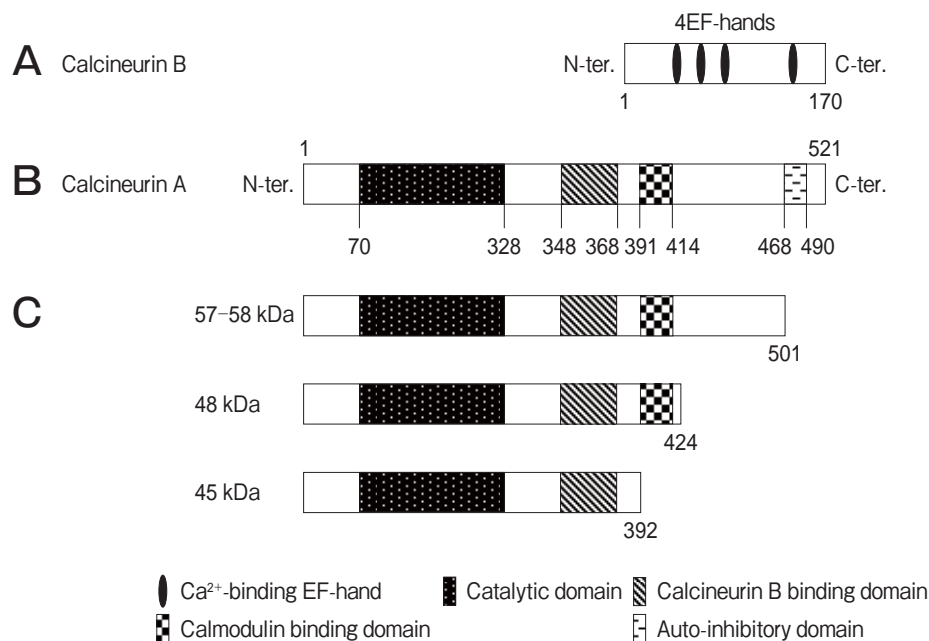 4EF-hands
A Calcineurin B N-ter. C-ter.
1 170
1 521
B Calcineurin A N-ter. C-ter.
70 328 348 368 391 414 468 490
C
57–58 kDa
501
48 kDa
424
45 kDa
392
Ca²⁺-binding EF-hand Catalytic domain Calcineurin B binding domain
Calmodulin binding domain Auto-inhibitory domain